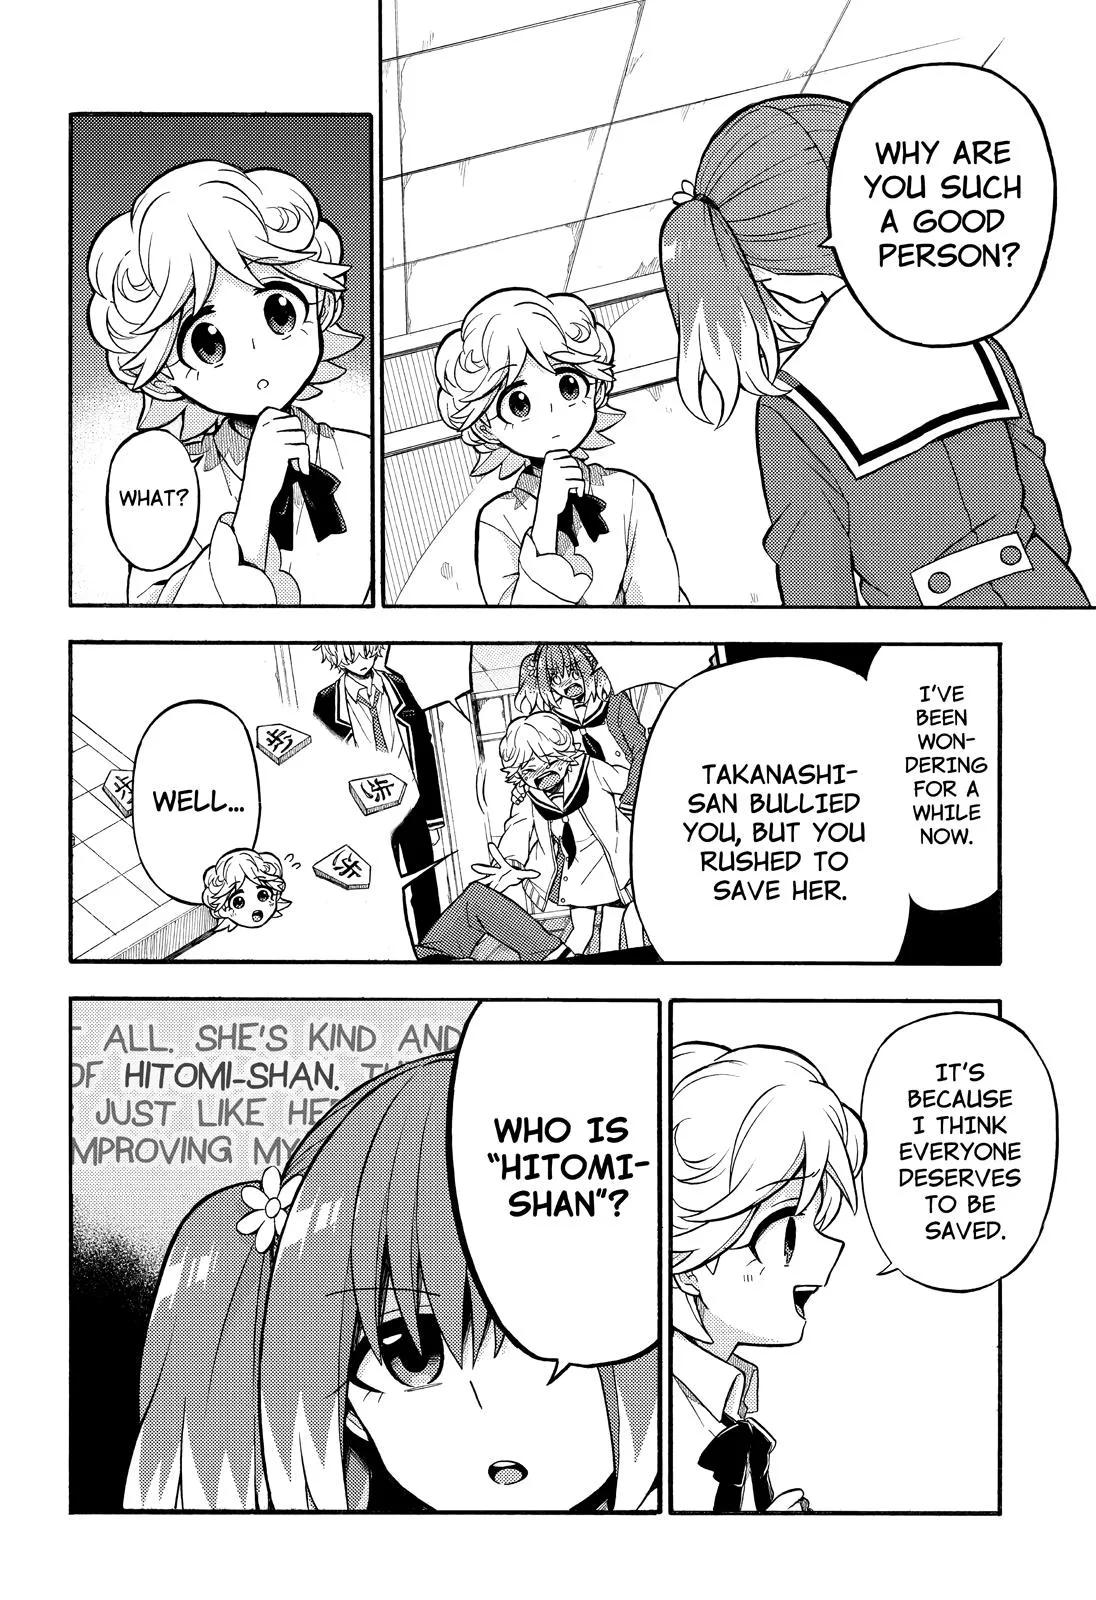 WHY ARE
YOU SUCH
A GOOD
PERSON?
WHAT?
I'VE
BEEN
WON-
DERING
FOR A
WHILE
NOW.
TAKANASHI-
SAN BULLIED
YOU, BUT YOU
RUSHED TO
SAVE HER.
歩
歩
歩
WELL...
IT'S
BECAUSE
I THINK
EVERYONE
DESERVES
TO BE
SAVED.
ALL. SHE'S KIND AND
OF HITOMI-SHAN.
JUST LIKE HE
MPROVING MY
WHO IS
"HITOMI-
SHAN"?